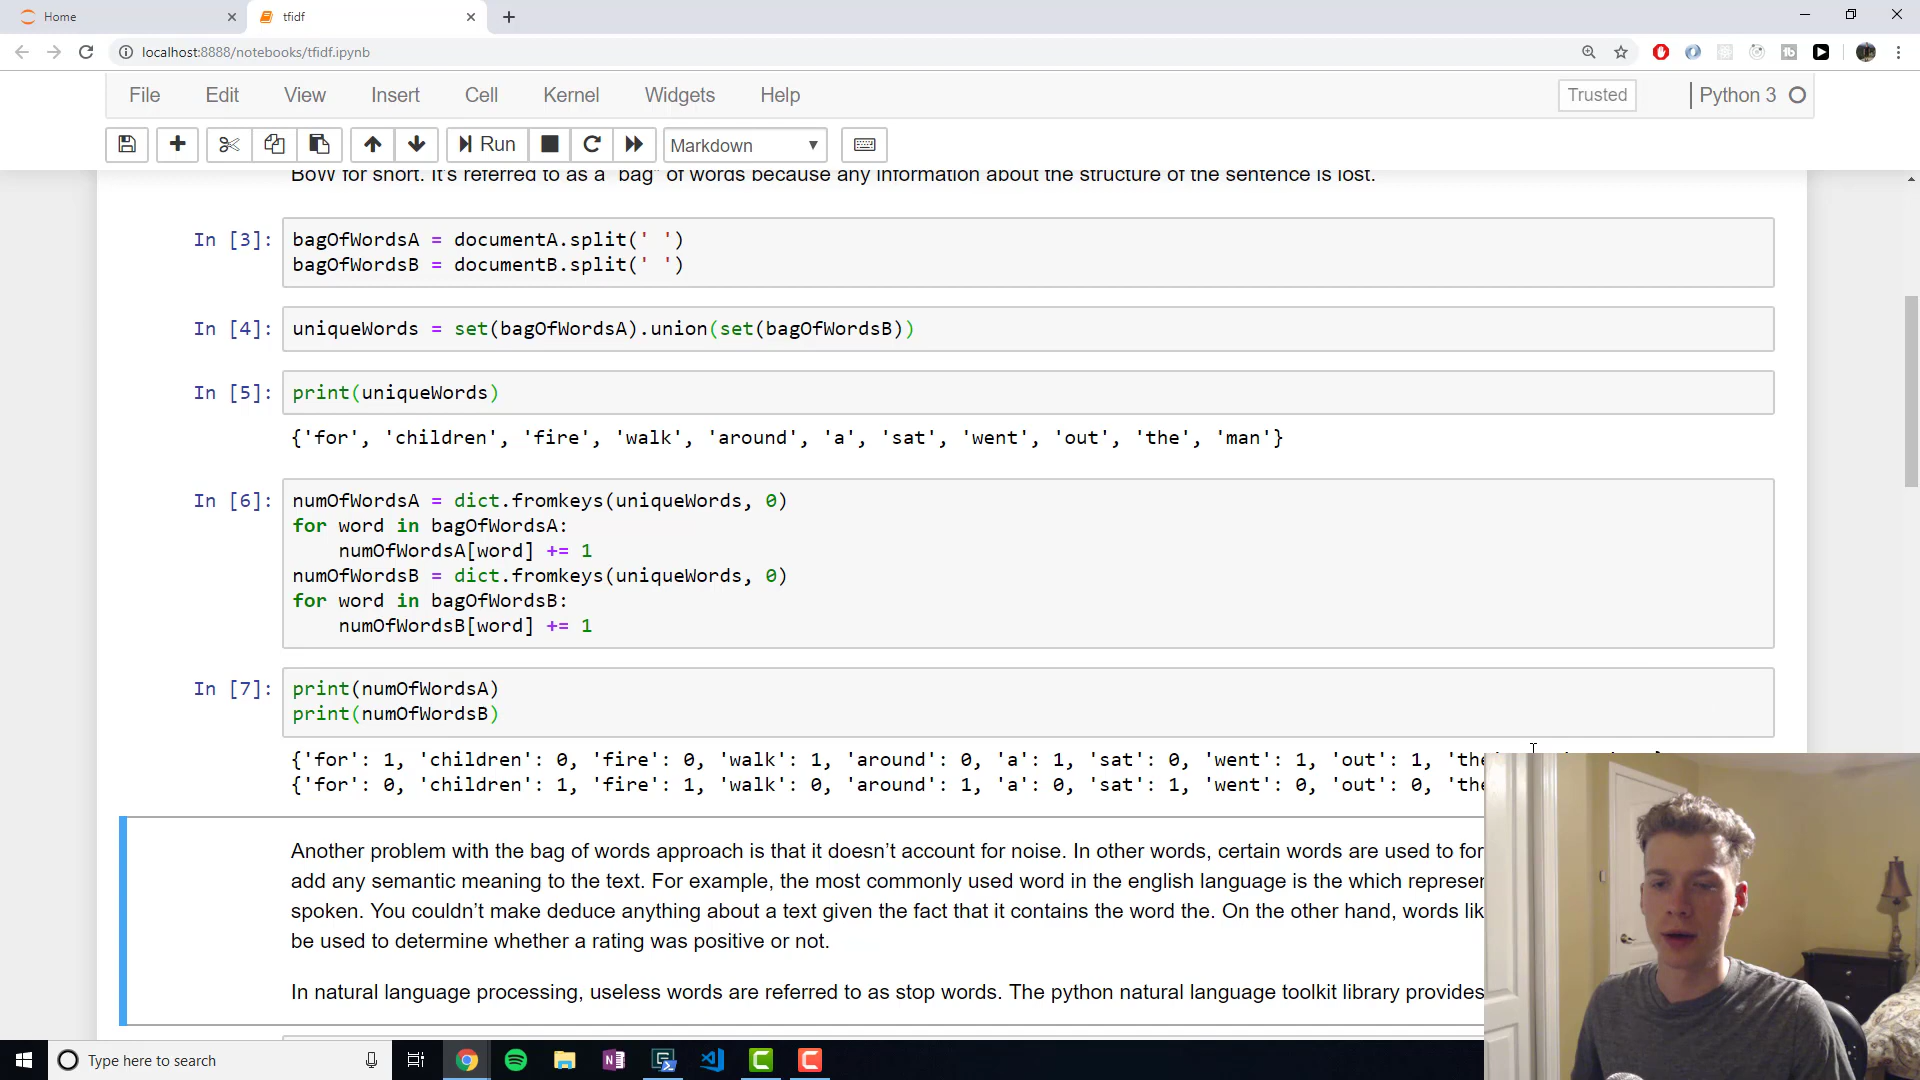 Home
tfidf
localhost:8888/notebooks/tfidf.ipynb
File Edit View Insert Cell Kernel Widgets Help
Trusted
Python 3
Run
Markdown
BoW for short. It's referred to as a "bag" of words because any information about the structure of the sentence is lost.
In [3]:
bagOfWordsA = documentA.split(' ')
bagOfWordsB = documentB.split(' ')
In [4]:
uniqueWords = set(bagOfWordsA).union(set(bagOfWordsB))
In [5]:
print(uniqueWords)
{'for', 'children', 'fire', 'walk', 'around', 'a', 'sat', 'went', 'out', 'the', 'man'}
In [6]:
numOfWordsA = dict.fromkeys(uniqueWords, 0)
for word in bagOfWordsA:
numOfWordsA[word] += 1
numOfWordsB = dict.fromkeys(uniqueWords, 0)
for word in bagOfWordsB:
numOfWordsB[word] += 1
In [7]:
print(numOfWordsA)
print(numOfWordsB)
{'for': 1, 'children': 0, 'fire': 0, 'walk': 1, 'around': 0, 'a': 1, 'sat': 0, 'went': 1, 'out': 1, 'the
{'for': 0, 'children': 1, 'fire': 1, 'walk': 0, 'around': 1, 'a': 0, 'sat': 1, 'went': 0, 'out': 0, 'the
Another problem with the bag of words approach is that it doesn't account for noise. In other words, certain words are used to for
add any semantic meaning to the text. For example, the most commonly used word in the english language is the which represen
spoken. You couldn't make deduce anything about a text given the fact that it contains the word the. On the other hand, words lik
be used to determine whether a rating was positive or not.
In natural language processing, useless words are referred to as stop words. The python natural language toolkit library provides
Type here to search